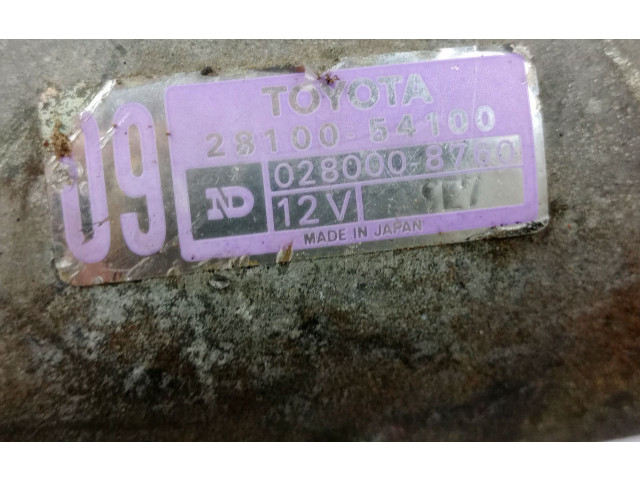 09
TOYOTA
28100-54100
ND
12V
MADE IN JAPAN